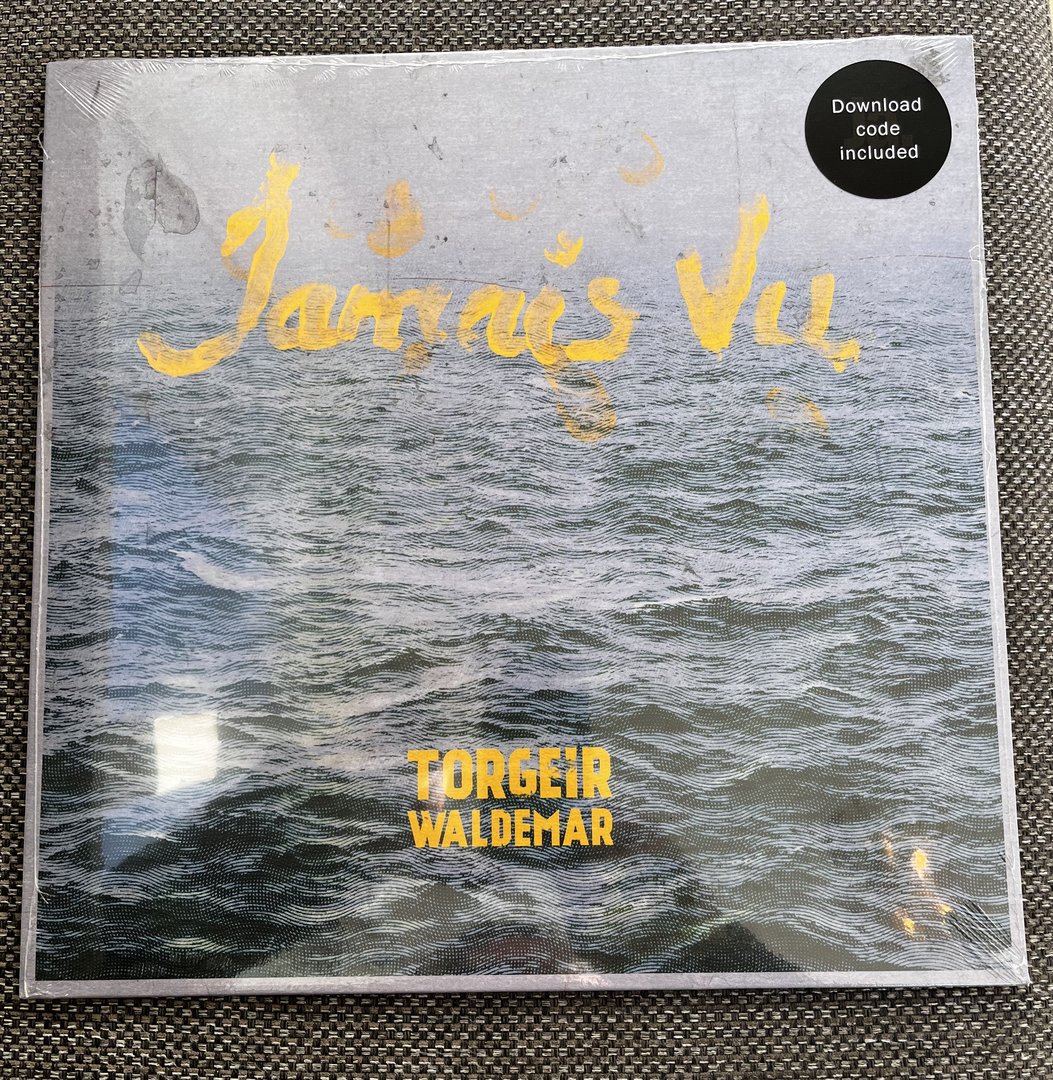 Download
code
included
Jamais Vu
TORGEiR
WALDEMAR